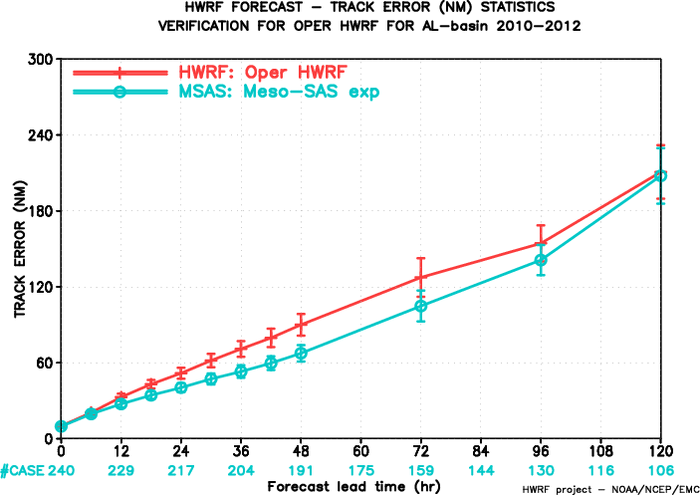 HWRF FORECAST – TRACK ERROR (NM) STATISTICS
VERIFICATION FOR OPER HWRF FOR AL–basin 2010–2012
HWRF: Oper HWRF
MSAS: Meso–SAS exp
TRACK ERROR (NM)
300
240
180
120
60
0
0 12 24 36 48 60 72 84 96 108 120
#CASE 240 229 217 204 191 175 159 144 130 116 106
Forecast lead time (hr)
HWRF project – NOAA/NCEP/EMC